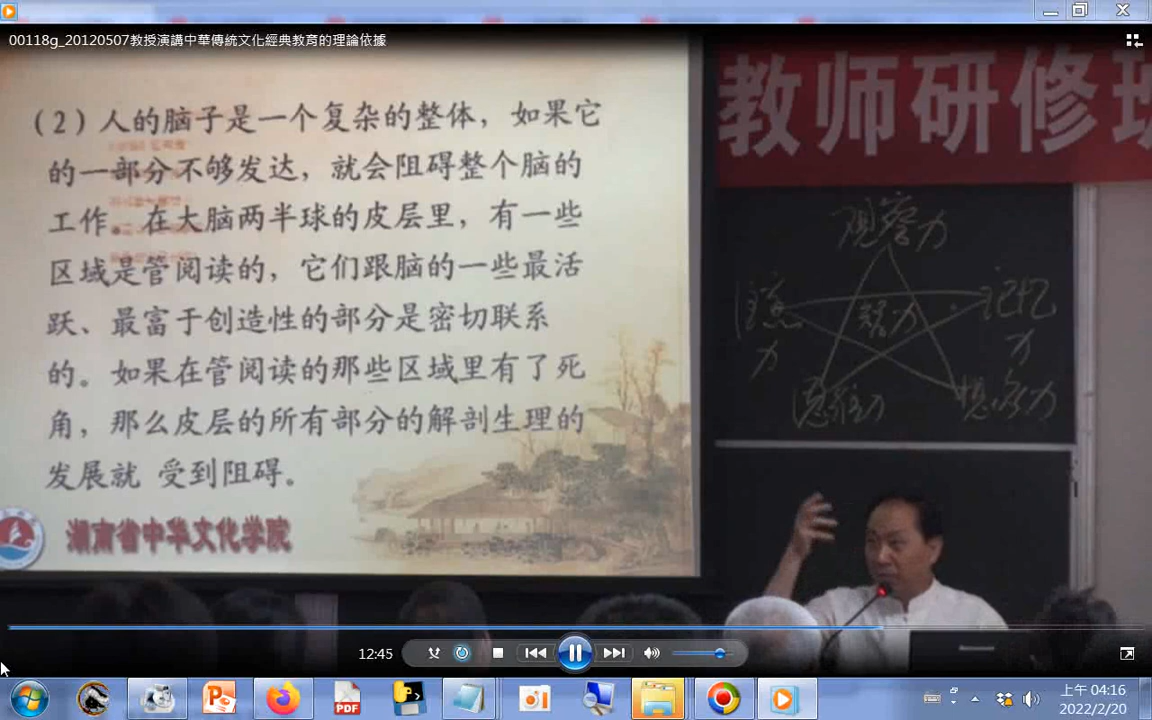 00118g_20120507教授演講中華傳統文化經典教育的理論依據
（2）人的脑子是一个复杂的整体，如果它
的一部分不够发达，就会阻碍整个脑的
工作。在大脑两半球的皮层里，有一些
区域是管阅读的，它们跟脑的一些最活
跃、最富于创造性的部分是密切联系
的。如果在管阅读的那些区域里有了死
角，那么皮层的所有部分的解剖生理的
发展就 受到阻碍。
湖南省中华文化学院
教师研修班
观察力
注意
力
智力
记忆
力
思维力
想象力
12:45
PDF
上午 04:16
2022/2/20